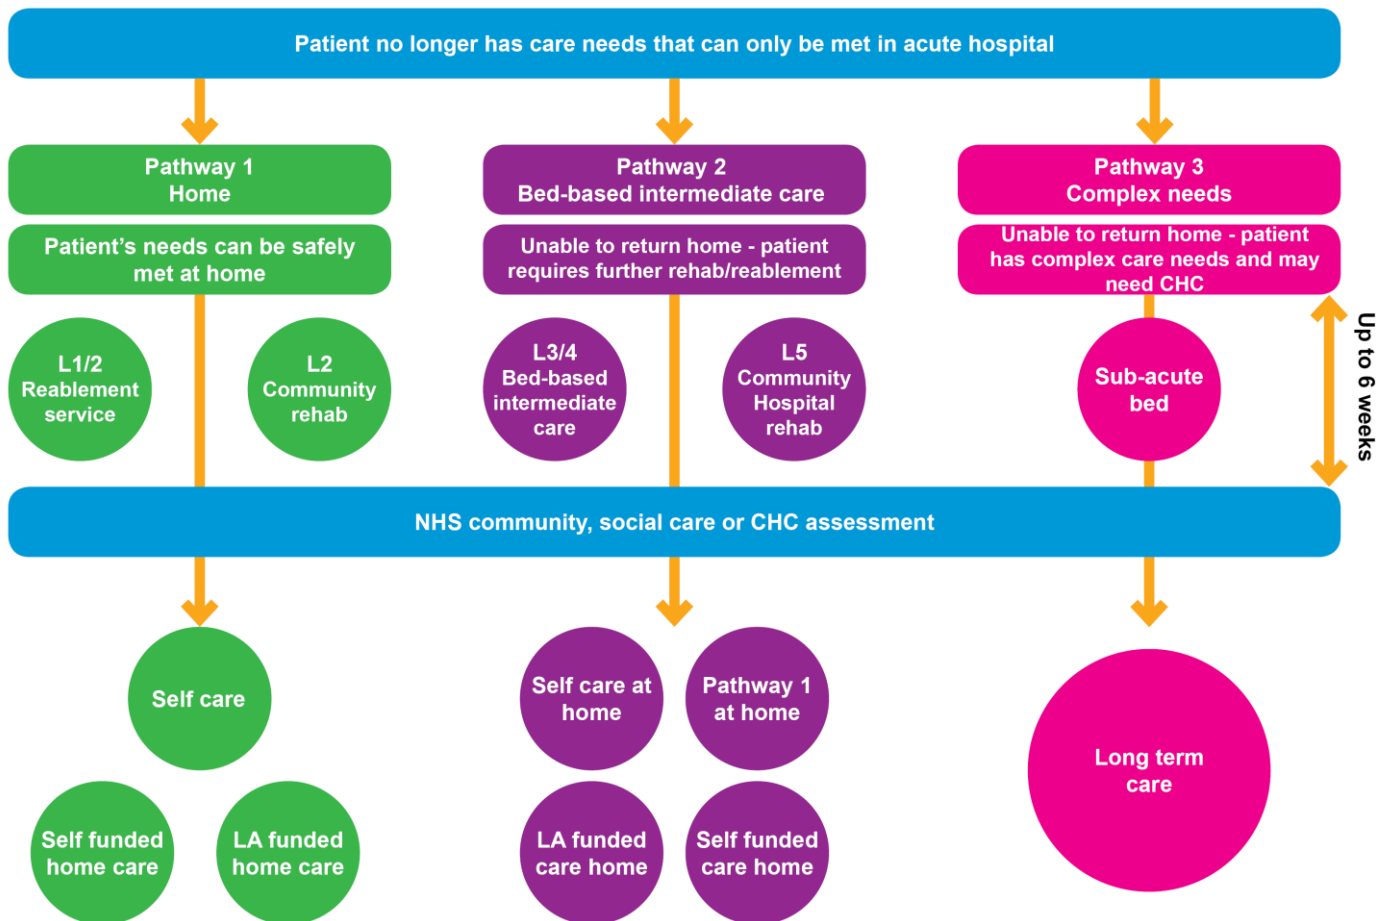 Patient no longer has care needs that can only be met in acute hospital
Pathway 1
Home
Pathway 2
Bed-based intermediate care
Pathway 3
Complex needs
Patient’s needs can be safely
met at home
Unable to return home - patient
requires further rehab/reablement
Unable to return home - patient
has complex care needs and may
need CHC
L1/2
Reablement
service
L2
Community
rehab
L3/4
Bed-based
intermediate
care
L5
Community
Hospital
rehab
Sub-acute
bed
Up to 6 weeks
NHS community, social care or CHC assessment
Self care
Self funded
home care
LA funded
home care
Self care at
home
Pathway 1
at home
LA funded
care home
Self funded
care home
Long term
care